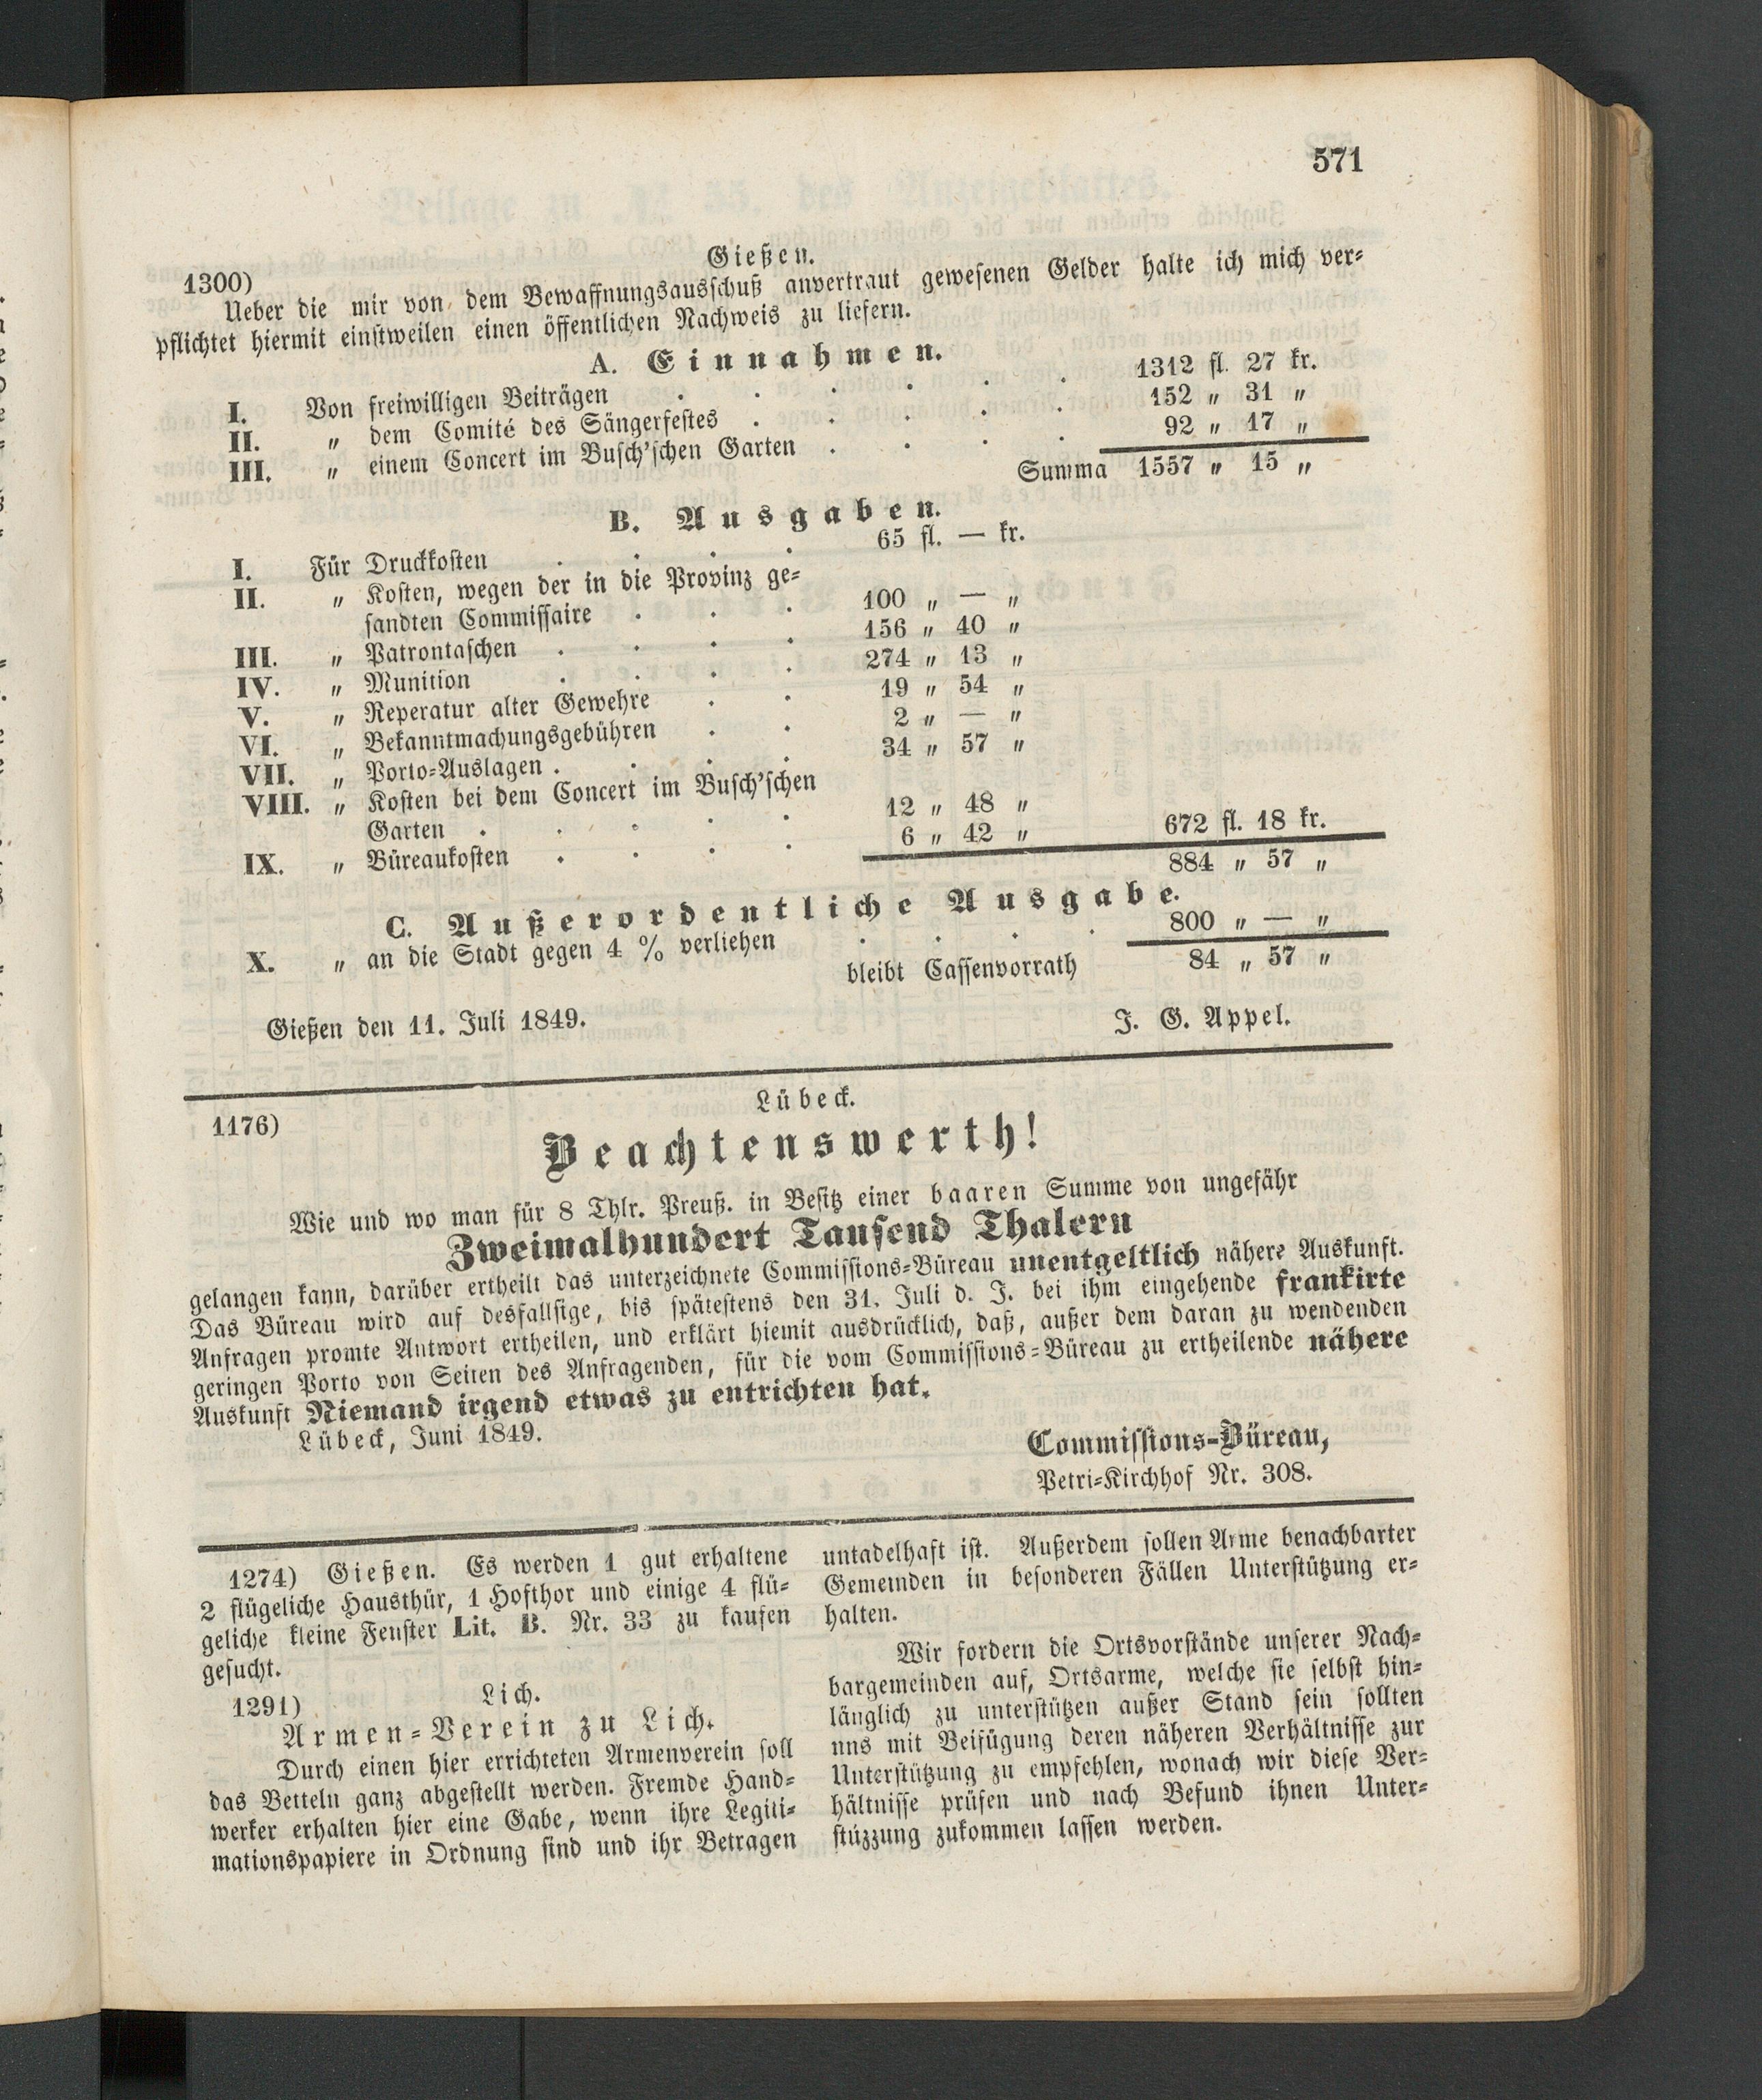 571
Gießen.
1300)
Ueber die mir von dem Bewaffnungsausschuß anvertraut gewesenen Gelder halte ich mich ver-
pflichtet hiermit einstweilen einen öffentlichen Nachweis zu liefern.
A. Einnahmen.
I. Von freiwilligen Beiträgen . . . . . . 1312 fl. 27 kr.
II. „ dem Comité des Sängerfestes . . . . . 152 „ 31 „
III. „ einem Concert im Busch'schen Garten . . . . 92 „ 17 „
Summa 1557 „ 15 „
B. Ausgaben.
I. Für Druckkosten . . . . 65 fl. — kr.
II. „ Kosten, wegen der in die Provinz ge-
sandten Commissaire . . . 100 „ — „
III. „ Patrontaschen . . . . 156 „ 40 „
IV. „ Munition . . . . 274 „ 13 „
V. „ Reperatur alter Gewehre . . 19 „ 54 „
VI. „ Bekanntmachungsgebühren . . 2 „ — „
VII. „ Porto-Auslagen . . . . 34 „ 57 „
VIII. „ Kosten bei dem Concert im Busch'schen
Garten . . . . . 12 „ 48 „
IX. „ Büreaukosten . . . . 6 „ 42 „ 672 fl. 18 kr.
884 „ 57 „
C. Außerordentliche Ausgabe.
X. „ an die Stadt gegen 4 % verliehen . . . . 800 „ — „
bleibt Cassenvorrath 84 „ 57 „
Gießen den 11. Juli 1849. J. G. Appel.
Lübeck.
1176)
Beachtenswerth!
Wie und wo man für 8 Thlr. Preuß. in Besitz einer baaren Summe von ungefähr
Zweimalhundert Tausend Thalern
gelangen kann, darüber ertheilt das unterzeichnete Commissions-Büreau unentgeltlich nähere Auskunft.
Das Büreau wird auf desfallsige, bis spätestens den 31. Juli d. J. bei ihm eingehende frankirte
Anfragen promte Antwort ertheilen, und erklärt hiemit ausdrücklich, daß, außer dem daran zu wendenden
geringen Porto von Seiten des Anfragenden, für die vom Commissions-Büreau zu ertheilende nähere
Auskunft Niemand irgend etwas zu entrichten hat.
Lübeck, Juni 1849.
Commissions-Büreau,
Petri-Kirchhof Nr. 308.
1274) Gießen. Es werden 1 gut erhaltene
2 flügeliche Hausthür, 1 Hofthor und einige 4 flü-
geliche kleine Fenster Lit. B. Nr. 33 zu kaufen
gesucht.
1291) Lich.
Armen-Verein zu Lich.
Durch einen hier errichteten Armenverein soll
das Betteln ganz abgestellt werden. Fremde Hand-
werker erhalten hier eine Gabe, wenn ihre Legiti-
mationspapiere in Ordnung sind und ihr Betragen
untadelhaft ist. Außerdem sollen Arme benachbarter
Gemeinden in besonderen Fällen Unterstützung er-
halten.
Wir fordern die Ortsvorstände unserer Nach-
bargemeinden auf, Ortsarme, welche sie selbst hin-
länglich zu unterstützen außer Stand sein sollten
uns mit Beifügung deren näheren Verhältnisse zur
Unterstützung zu empfehlen, wonach wir diese Ver-
hältnisse prüfen und nach Befund ihnen Unter-
stüzzung zukommen lassen werden.